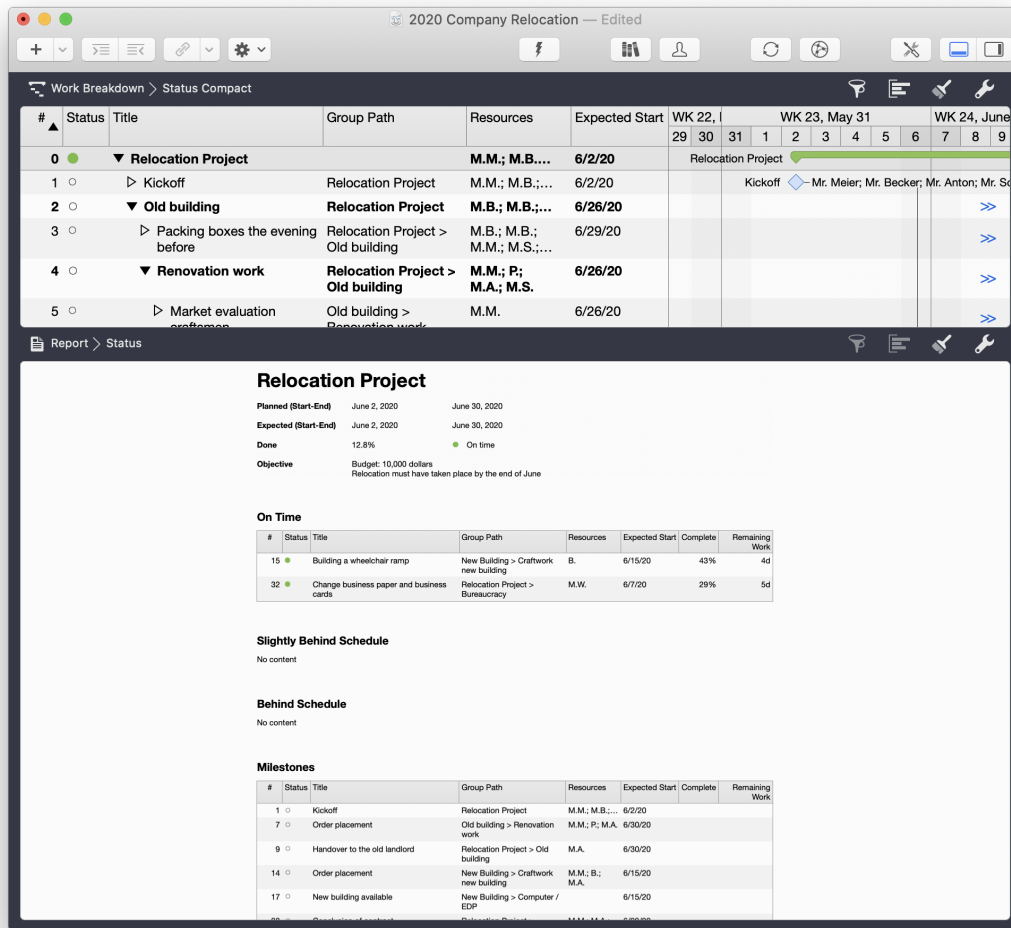 2020 Company Relocation — Edited
Work Breakdown > Status Compact
# Status Title Group Path Resources Expected Start WK 22, WK 23, May 31 WK 24, June
29 30 31 1 2 3 4 5 6 7 8 9
0 Relocation Project M.M.; M.B.... 6/2/20 Relocation Project
1 Kickoff Relocation Project M.M.; M.B.;... 6/2/20 Kickoff Mr. Meier; Mr. Becker; Mr. Anton; Mr. Sc
2 Old building Relocation Project M.B.; M.B.;... 6/26/20 >>
3 Packing boxes the evening Relocation Project > M.B.; M.B.; 6/29/20 >>
before Old building M.M.; M.S.;...
4 Renovation work Relocation Project > M.M.; P.; 6/26/20 >>
Old building M.A.; M.S.
5 Market evaluation Old building > M.M. 6/26/20 >>
craftsmen Renovation work
Report > Status
Relocation Project
Planned (Start-End) June 2, 2020 June 30, 2020
Expected (Start-End) June 2, 2020 June 30, 2020
Done 12.8% On time
Objective Budget: 10,000 dollars
Relocation must have taken place by the end of June
On Time
# Status Title Group Path Resources Expected Start Complete Remaining
Work
15 Building a wheelchair ramp New Building > Craftwork B. 6/15/20 43% 4d
new building
32 Change business paper and business Relocation Project > M.W. 6/7/20 29% 5d
cards Bureaucracy
Slightly Behind Schedule
No content
Behind Schedule
No content
Milestones
# Status Title Group Path Resources Expected Start Complete Remaining
Work
1 Kickoff Relocation Project M.M.; M.B.;... 6/2/20
7 Order placement Old building > Renovation M.M.; P.; M.A. 6/30/20
work
9 Handover to the old landlord Relocation Project > Old M.A. 6/30/20
building
14 Order placement New Building > Craftwork M.M.; B.; 6/15/20
new building M.A.
17 New building available New Building > Computer / 6/15/20
EDP